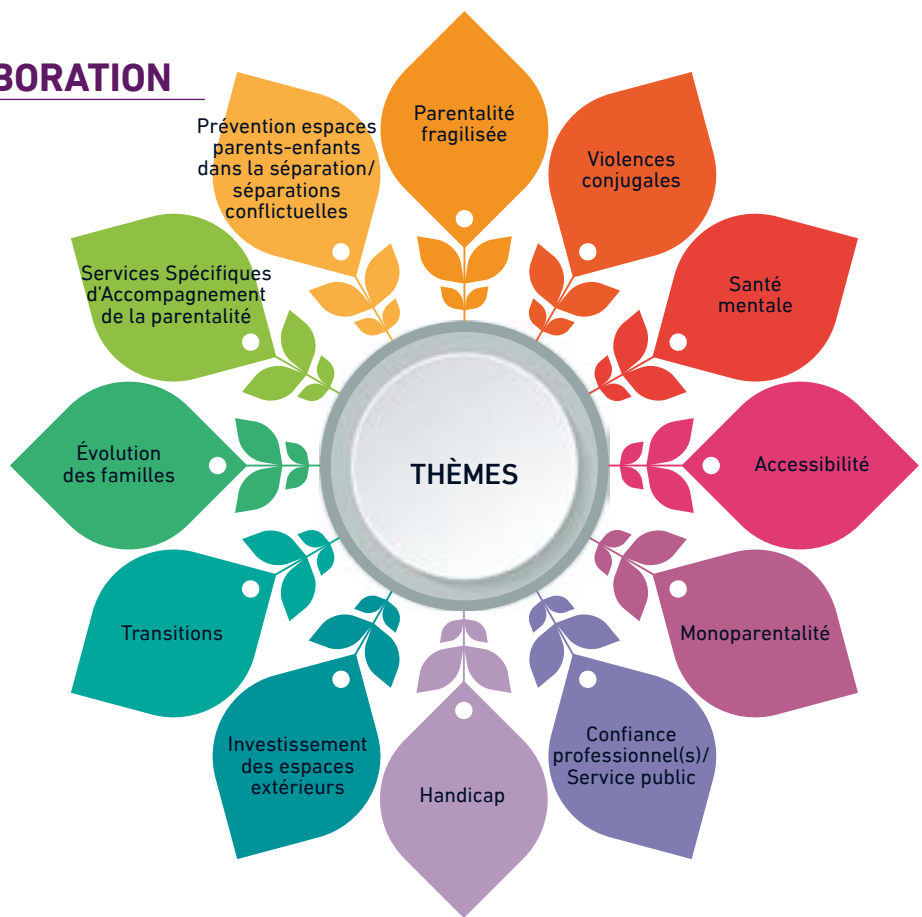 BORATION
Parentalité
fragilisée
Violences
conjugales
Santé
mentale
Accessibilité
Monoparentalité
Confiance
professionnel(s)/
Service public
Handicap
Investissement
des espaces
extérieurs
Transitions
Évolution
des familles
Services Spécifiques
d'Accompagnement
de la parentalité
Prévention espaces
parents-enfants
dans la séparation/
séparations
conflictuelles
THÈMES